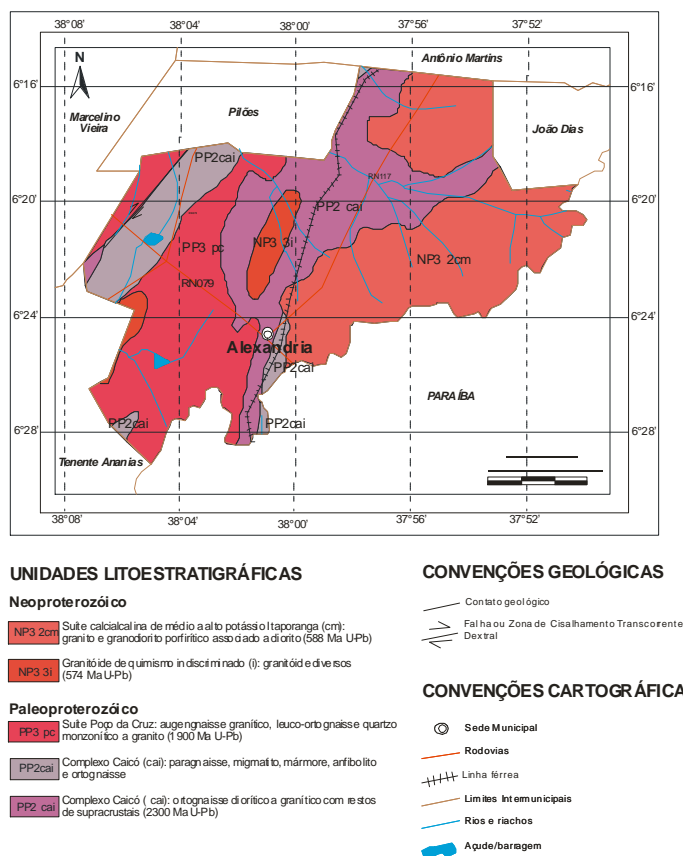 38°08' 38°04' 38°00' 37°56' 37°52'
Antônio Martins
N
6°16' 6°16'
Marcelino
Vieira
Pilões
João Dias
PP2cai
RN117
6°20' 6°20'
PP2 cai
PP3 pc
NP3 3i
NP3 2cm
RN079
6°24' 6°24'
Alexandria
PP2cai
PARAÍBA
PP2cai
PP2cai
6°28' 6°28'
Tenente Ananias
38°08' 38°04' 38°00' 37°56' 37°52'
UNIDADES LITOESTRATIGRÁFICAS
Neoproterozóico
NP3 2cm
Suíte calcialcalina de médio a alto potássio Itaporanga (cm):
granito e granodiorito porfirítico associado a diorito (588 Ma U-Pb)
NP3 3i
Granitóide de quimismo indiscriminado (i): granitóide diversos
(574 Ma U-Pb)
Paleoproterozóico
PP3 pc
Suíte Poço da Cruz: augengnaisse granítico, leuco-ortognaisse quartzo
monzonítico a granito (1900 Ma U-Pb)
PP2cai
Complexo Caicó (cai): paragnaisse, migmatito, mármore, anfibolito
e ortognaisse
PP2 cai
Complexo Caicó ( cai): ortognaisse diorítico a granítico com restos
de supracrustais (2300 Ma U-Pb)
CONVENÇÕES GEOLÓGICAS
Contato geológico
Falha ou Zona de Cisalhamento Transcorrente
Dextral
CONVENÇÕES CARTOGRÁFICA
Sede Municipal
Rodovias
Linha férrea
Limites Intermunicipais
Rios e riachos
Açude/barragem